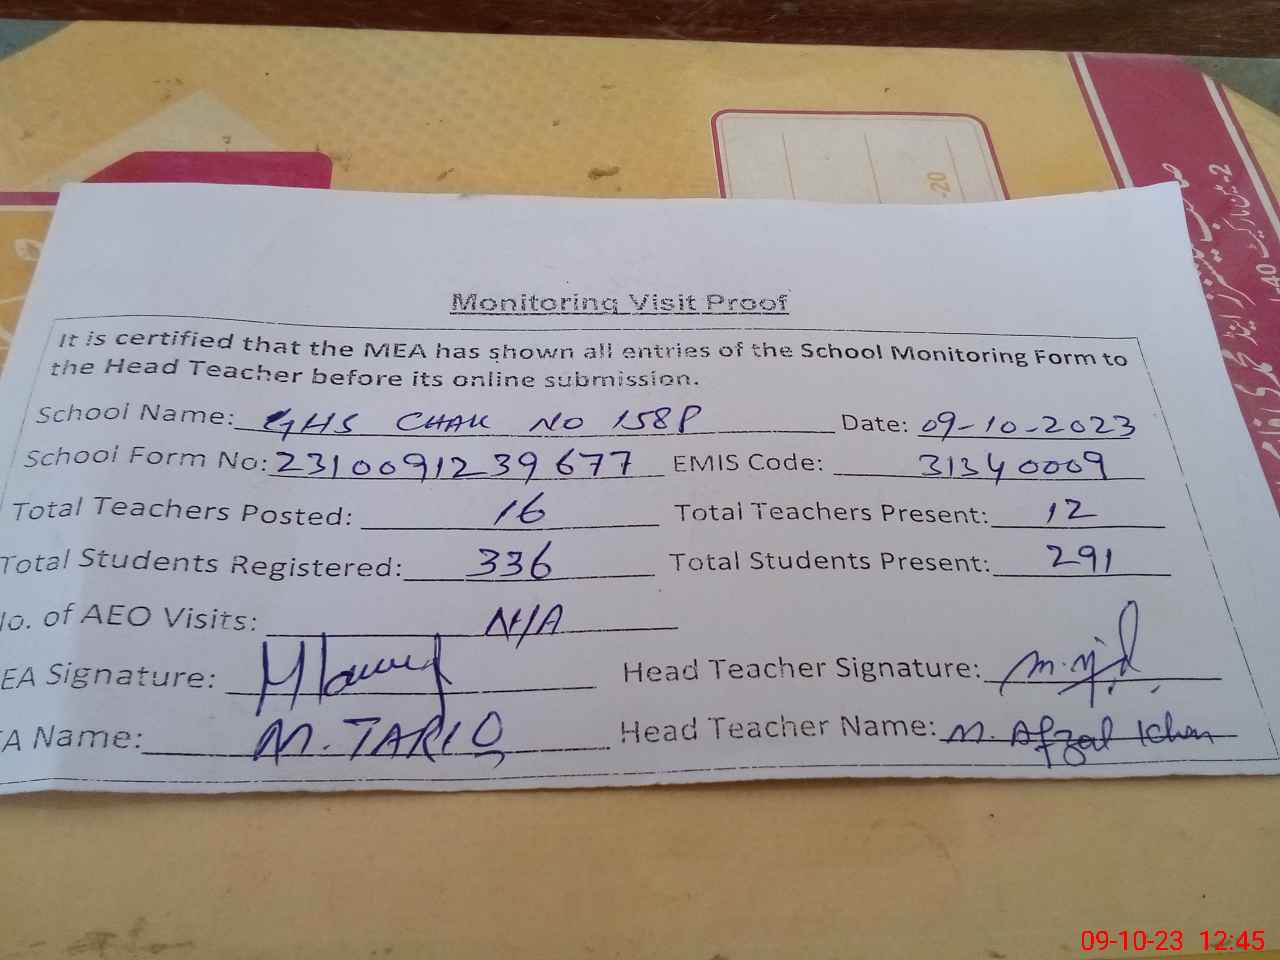 Monitoring Visit Proof
It is certified that the MEA has shown all entries of the School Monitoring Form to
the Head Teacher before its online submission.
School Name: GHS CHAK NO 158P Date: 09-10-2023
School Form No: 2310091239677 EMIS Code: 31340009
Total Teachers Posted: 16 Total Teachers Present: 12
Total Students Registered: 336 Total Students Present: 291
No. of AEO Visits: N/A
EA Signature: Head Teacher Signature:
A Name: M. TARIQ Head Teacher Name: M. Afzal Khan
-20
09-10-23 12:45